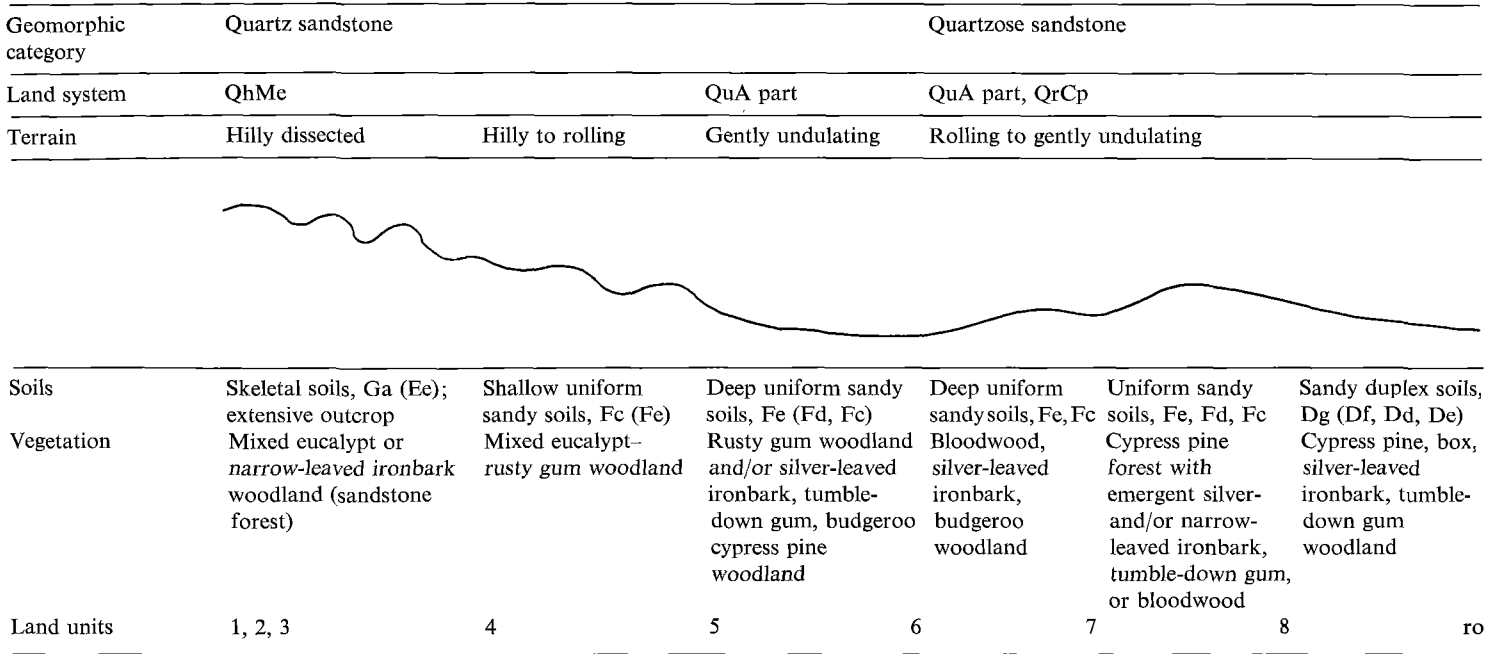 Geomorphic category Quartz sandstone Quartzose sandstone
Land system QhMe QuA part QuA part, QrCp
Terrain Hilly dissected Hilly to rolling Gently undulating Rolling to gently undulating
Soils Skeletal soils, Ga (Ee); Shallow uniform Deep uniform sandy Deep uniform Uniform sandy Sandy duplex soils,
extensive outcrop sandy soils, Fc (Fe) soils, Fe (Fd, Fc) sandy soils, Fe, Fc soils, Fe, Fd, Fc Dg (Df, Dd, De)
Vegetation Mixed eucalypt or Mixed eucalypt– Rusty gum woodland Bloodwood, Cypress pine Cypress pine, box,
narrow-leaved ironbark rusty gum woodland and/or silver-leaved silver-leaved forest with silver-leaved
woodland (sandstone ironbark, tumble- ironbark, emergent silver- ironbark, tumble-
forest) down gum, budgeroo budgeroo and/or narrow- down gum
cypress pine woodland leaved ironbark, woodland
woodland tumble-down gum,
or bloodwood
Land units 1, 2, 3 4 5 6 7 8 ro